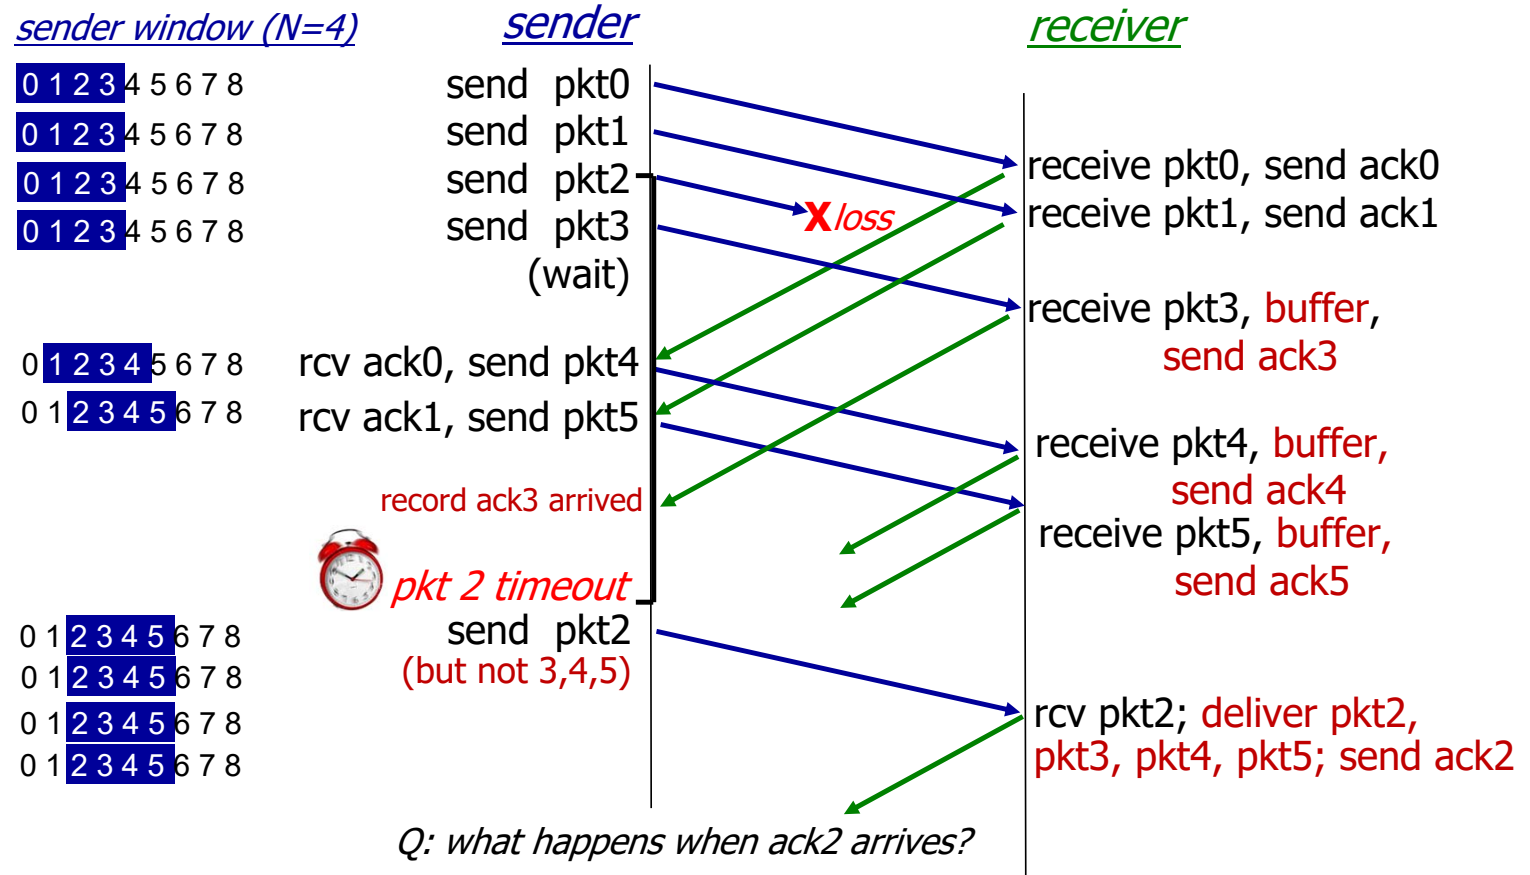 sender window (N=4)
sender
receiver
0 1 2 3 4 5 6 7 8
send pkt0
0 1 2 3 4 5 6 7 8
send pkt1
receive pkt0, send ack0
0 1 2 3 4 5 6 7 8
send pkt2
X loss
receive pkt1, send ack1
0 1 2 3 4 5 6 7 8
send pkt3
(wait)
receive pkt3, buffer,
send ack3
0 1 2 3 4 5 6 7 8
rcv ack0, send pkt4
0 1 2 3 4 5 6 7 8
rcv ack1, send pkt5
receive pkt4, buffer,
send ack4
record ack3 arrived
receive pkt5, buffer,
send ack5
pkt 2 timeout
0 1 2 3 4 5 6 7 8
send pkt2
0 1 2 3 4 5 6 7 8
(but not 3,4,5)
0 1 2 3 4 5 6 7 8
rcv pkt2; deliver pkt2,
0 1 2 3 4 5 6 7 8
pkt3, pkt4, pkt5; send ack2
Q: what happens when ack2 arrives?